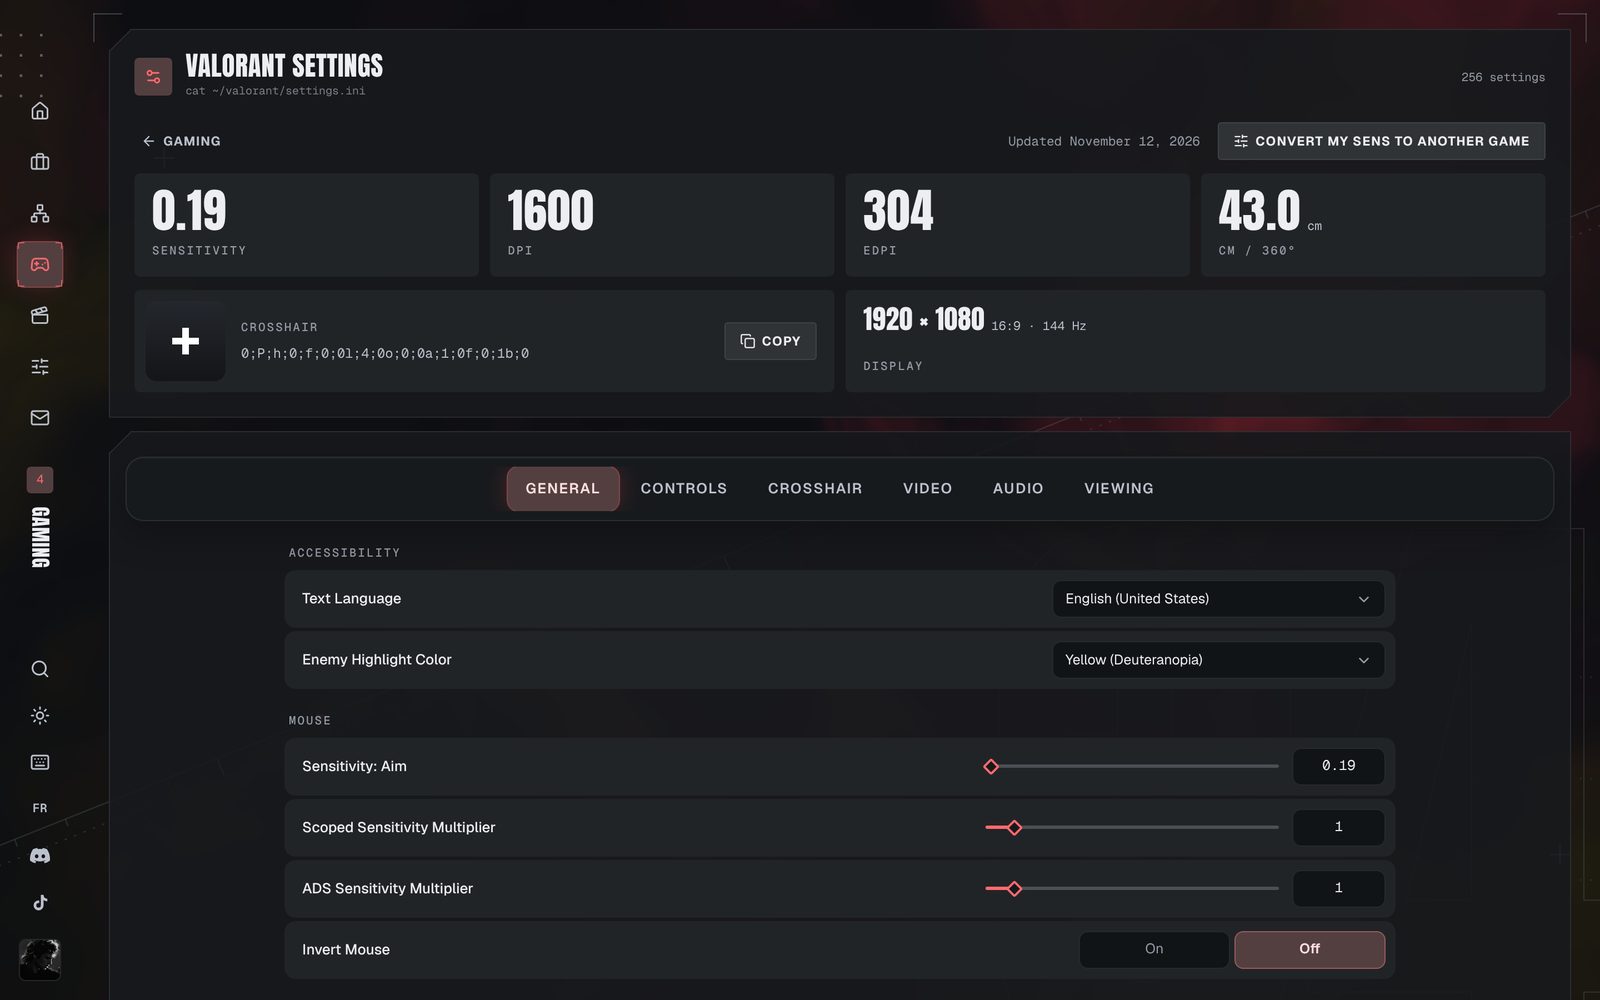 VALORANT SETTINGS
cat ~/valorant/settings.ini
256 settings
GAMING
Updated November 12, 2026
CONVERT MY SENS TO ANOTHER GAME
0.19
SENSITIVITY
1600
DPI
304
EDPI
43.0 cm
CM / 360°
CROSSHAIR
0;P;h;0;f;0;0l;4;0o;0;0a;1;0f;0;1b;0
COPY
1920 × 1080 16:9 · 144 Hz
DISPLAY
4
GAMING
GENERAL
CONTROLS
CROSSHAIR
VIDEO
AUDIO
VIEWING
ACCESSIBILITY
Text Language
English (United States)
Enemy Highlight Color
Yellow (Deuteranopia)
MOUSE
Sensitivity: Aim
0.19
Scoped Sensitivity Multiplier
1
ADS Sensitivity Multiplier
1
Invert Mouse
On
Off
FR